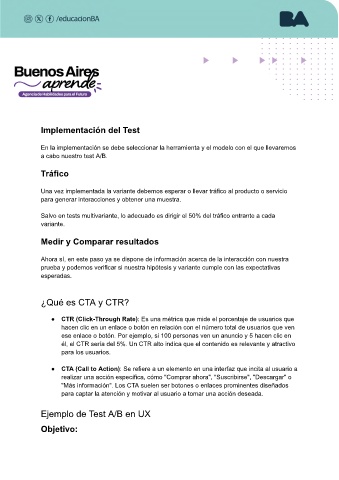 /educacionBA
BA
Buenos Aires
aprende
Agencia de Habilidades para el Futuro
Implementación del Test
En la implementación se debe seleccionar la herramienta y el modelo con el que llevaremos
a cabo nuestro test A/B.
Tráfico
Una vez implementada la variante debemos esperar o llevar tráfico al producto o servicio
para generar interacciones y obtener una muestra.
Salvo en tests multivariante, lo adecuado es dirigir el 50% del tráfico entrante a cada
variante.
Medir y Comparar resultados
Ahora sí, en este paso ya se dispone de información acerca de la interacción con nuestra
prueba y podemos verificar si nuestra hipótesis y variante cumple con las expectativas
esperadas.
¿Qué es CTA y CTR?
● CTR (Click-Through Rate): Es una métrica que mide el porcentaje de usuarios que
hacen clic en un enlace o botón en relación con el número total de usuarios que ven
ese enlace o botón. Por ejemplo, si 100 personas ven un anuncio y 5 hacen clic en
él, el CTR sería del 5%. Un CTR alto indica que el contenido es relevante y atractivo
para los usuarios.
● CTA (Call to Action): Se refiere a un elemento en una interfaz que incita al usuario a
realizar una acción específica, cómo "Comprar ahora", "Suscribirse", "Descargar" o
"Más información". Los CTA suelen ser botones o enlaces prominentes diseñados
para captar la atención y motivar al usuario a tomar una acción deseada.
Ejemplo de Test A/B en UX
Objetivo: